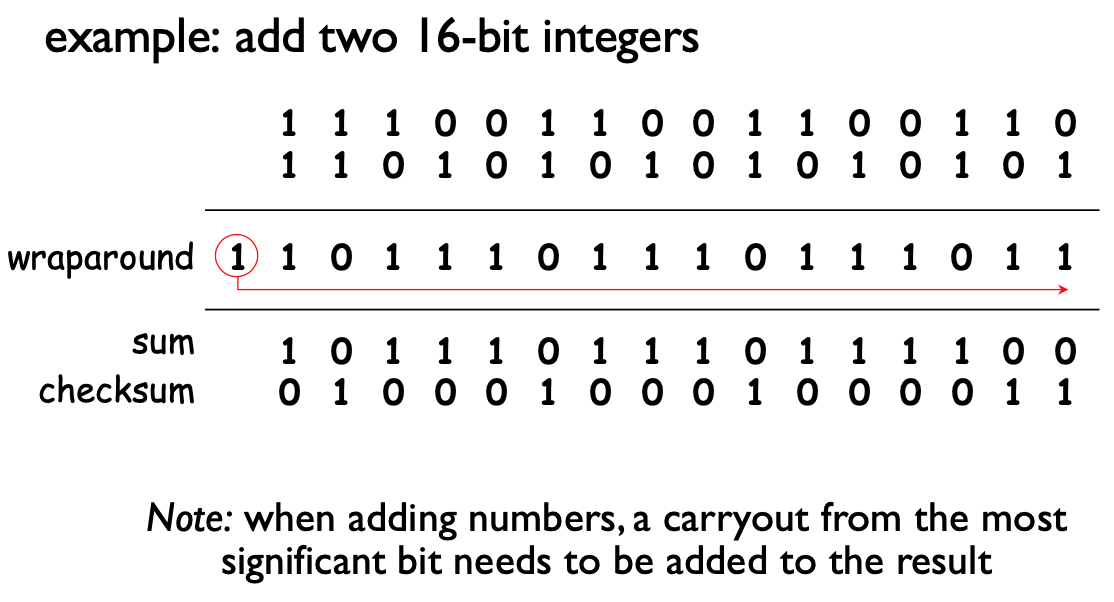 example: add two 16-bit integers
1 1 1 0 0 1 1 0 0 1 1 0 0 1 1 0
1 1 0 1 0 1 0 1 0 1 0 1 0 1 0 1
wraparound 1 1 0 1 1 1 0 1 1 1 0 1 1 1 0 1 1
sum 1 0 1 1 1 0 1 1 1 0 1 1 1 1 0 0
checksum 0 1 0 0 0 1 0 0 0 1 0 0 0 0 1 1
Note: when adding numbers, a carryout from the most
significant bit needs to be added to the result